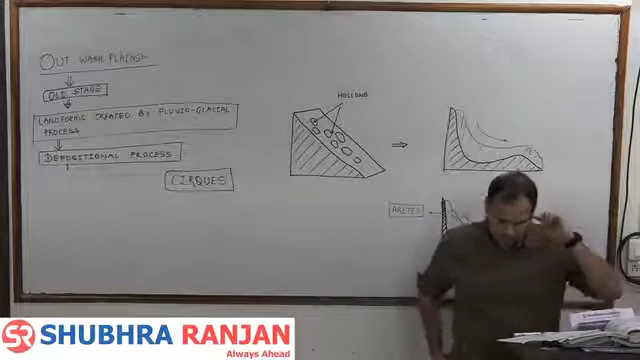 OUT WASH PLAINS
OLD STAGE
LANDFORMS CREATED BY FLUVIO-GLACIAL
PROCESS
DEPOSITIONAL PROCESS
CIRQUES
HOLLOWS
ARETES
SHUBHRA RANJAN
Always Ahead